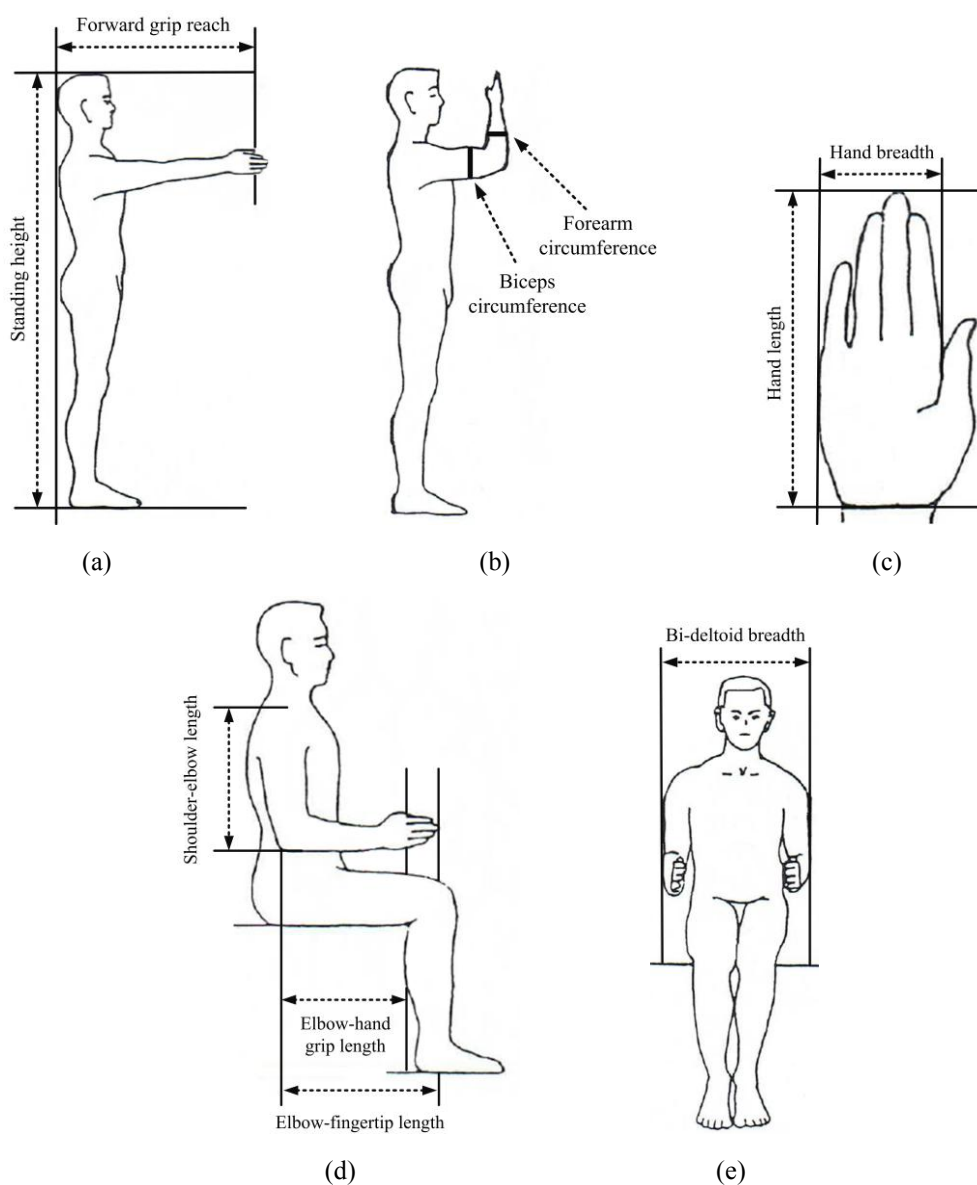 Forward grip reach
Standing height
Forearm
circumference
Biceps
circumference
Hand breadth
Hand length
(a)
(b)
(c)
Shoulder-elbow length
Elbow-hand
grip length
Elbow-fingertip length
Bi-deltoid breadth
(d)
(e)